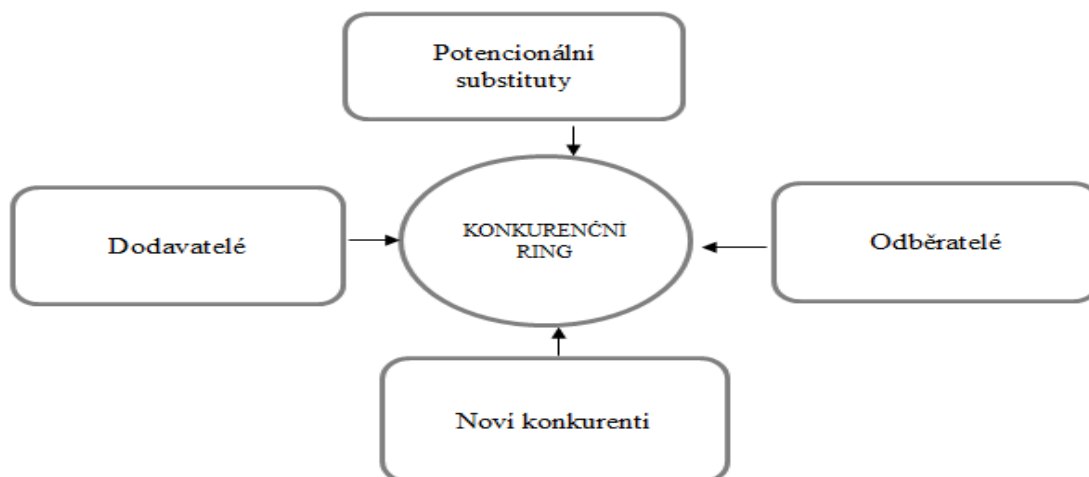 Potencionální
substituty
Dodavatelé
KONKURENČNÍ
RING
Odběratelé
Noví konkurenti